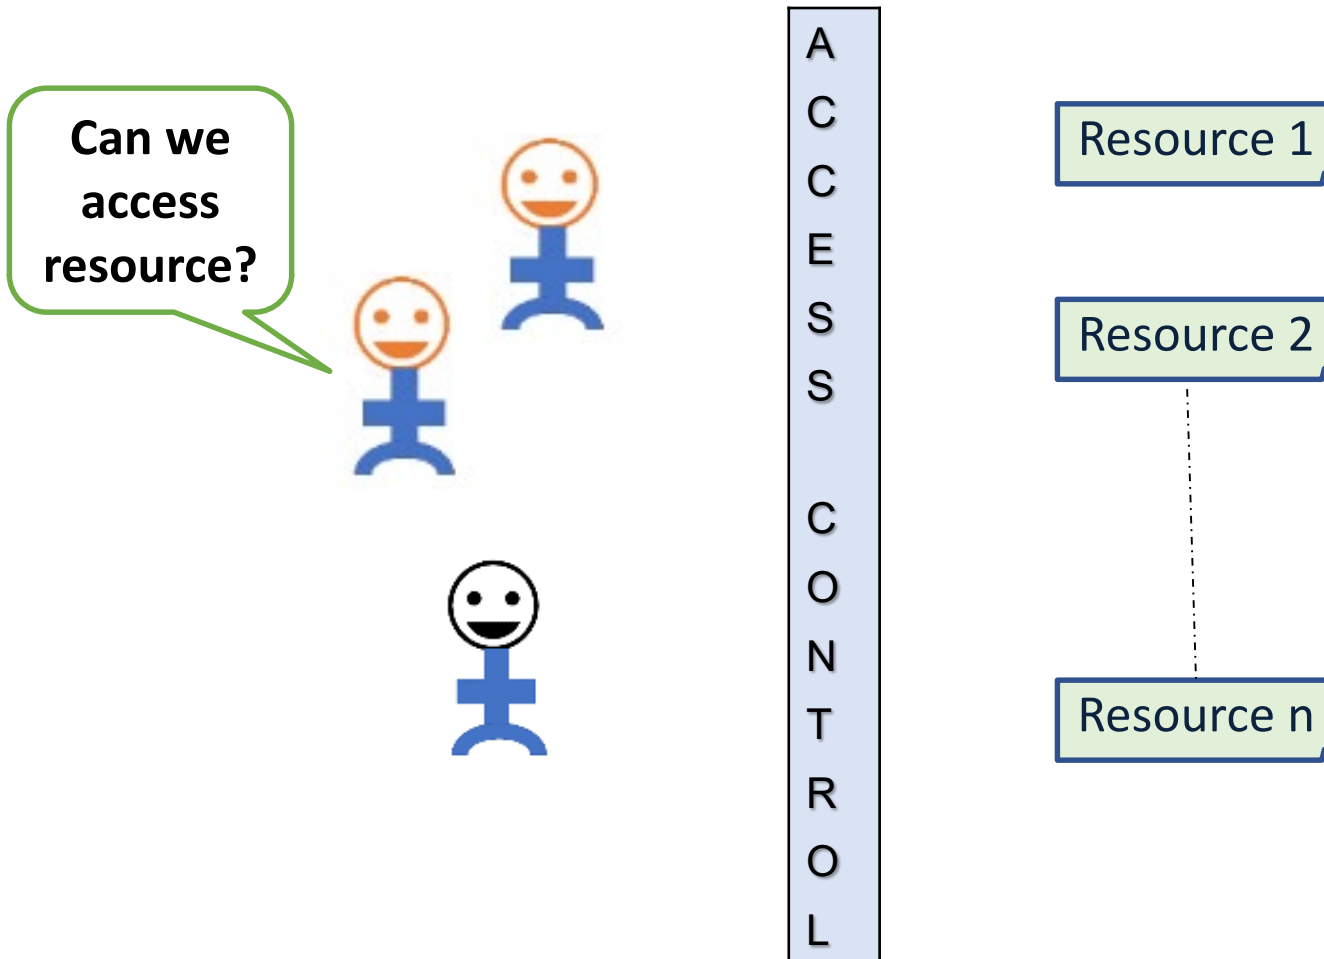 Can we
access
resource?
A
C
C
E
S
S
C
O
N
T
R
O
L
Resource 1
Resource 2
Resource n